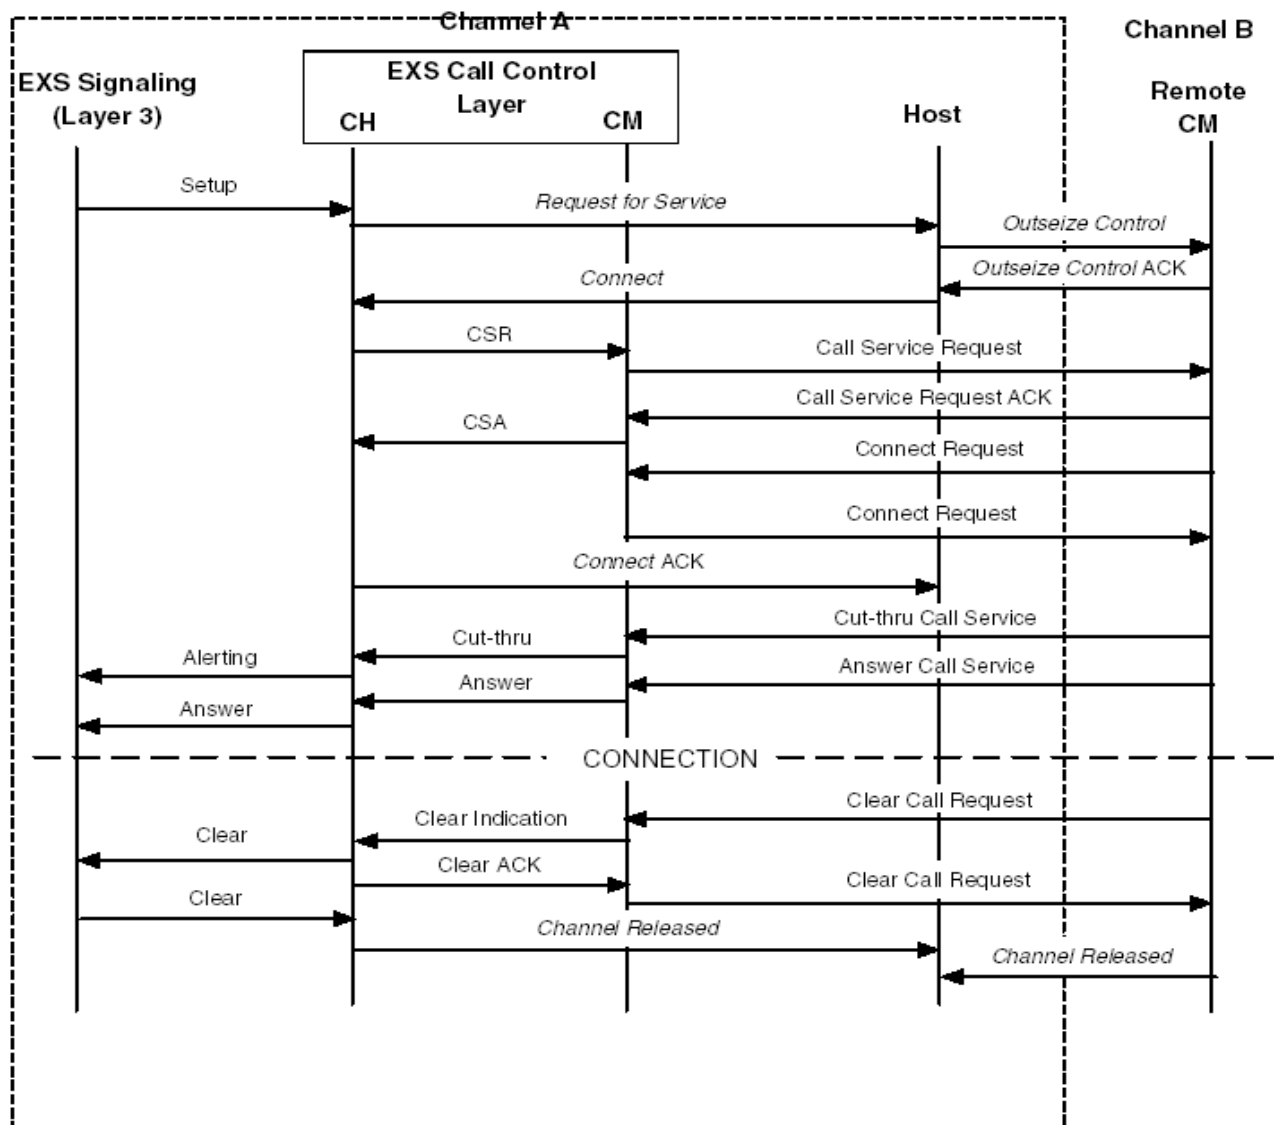 Channel A
Channel B
EXS Signaling
(Layer 3)
EXS Call Control
Layer
CH
CM
Host
Remote
CM
Setup
Request for Service
Outseize Control
Outseize Control ACK
Connect
CSR
Call Service Request
Call Service Request ACK
CSA
Connect Request
Connect Request
Connect ACK
Cut-thru Call Service
Cut-thru
Alerting
Answer Call Service
Answer
Answer
CONNECTION
Clear Call Request
Clear Indication
Clear
Clear ACK
Clear Call Request
Clear
Channel Released
Channel Released